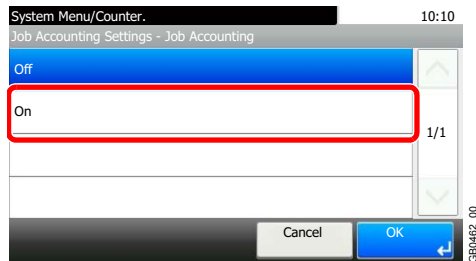 System Menu/Counter.
10:10
Job Accounting Settings - Job Accounting
Off
On
1/1
Cancel
OK
GB0462_00